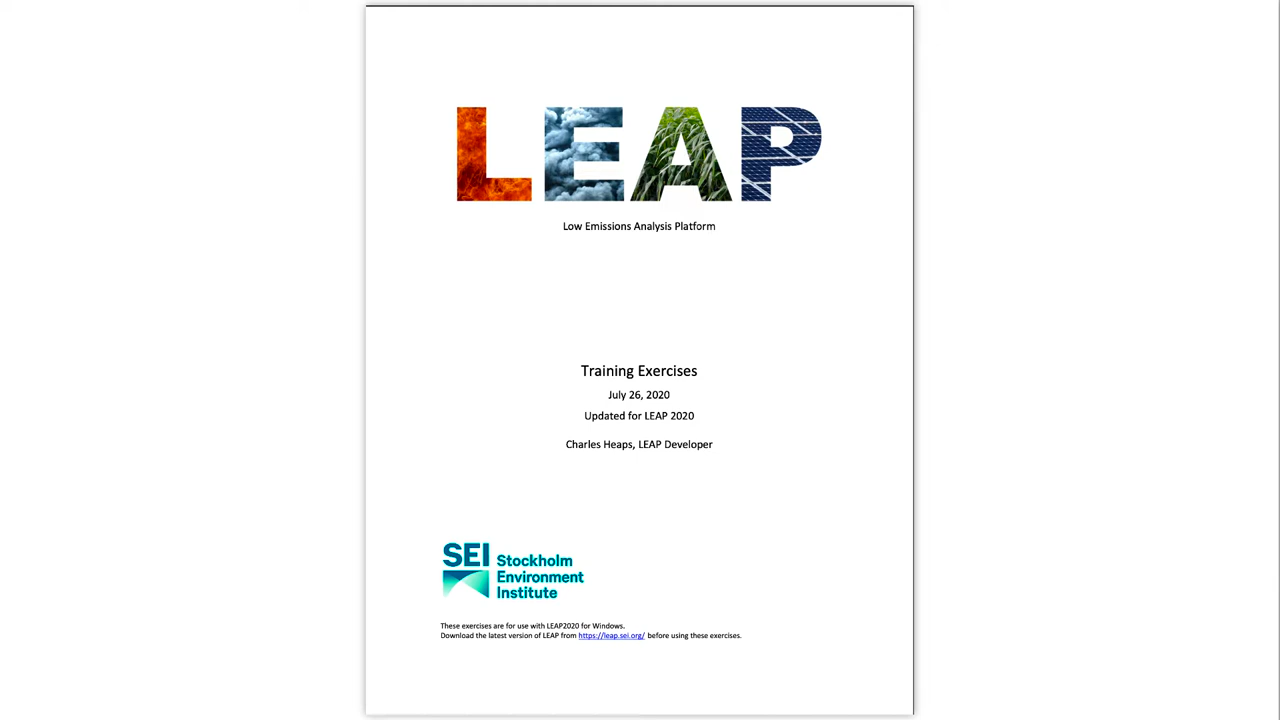 LEAP
Low Emissions Analysis Platform
Training Exercises
July 26, 2020
Updated for LEAP 2020
Charles Heaps, LEAP Developer
SEI Stockholm
Environment
Institute
These exercises are for use with LEAP2020 for Windows.
Download the latest version of LEAP from https://leap.sei.org/ before using these exercises.